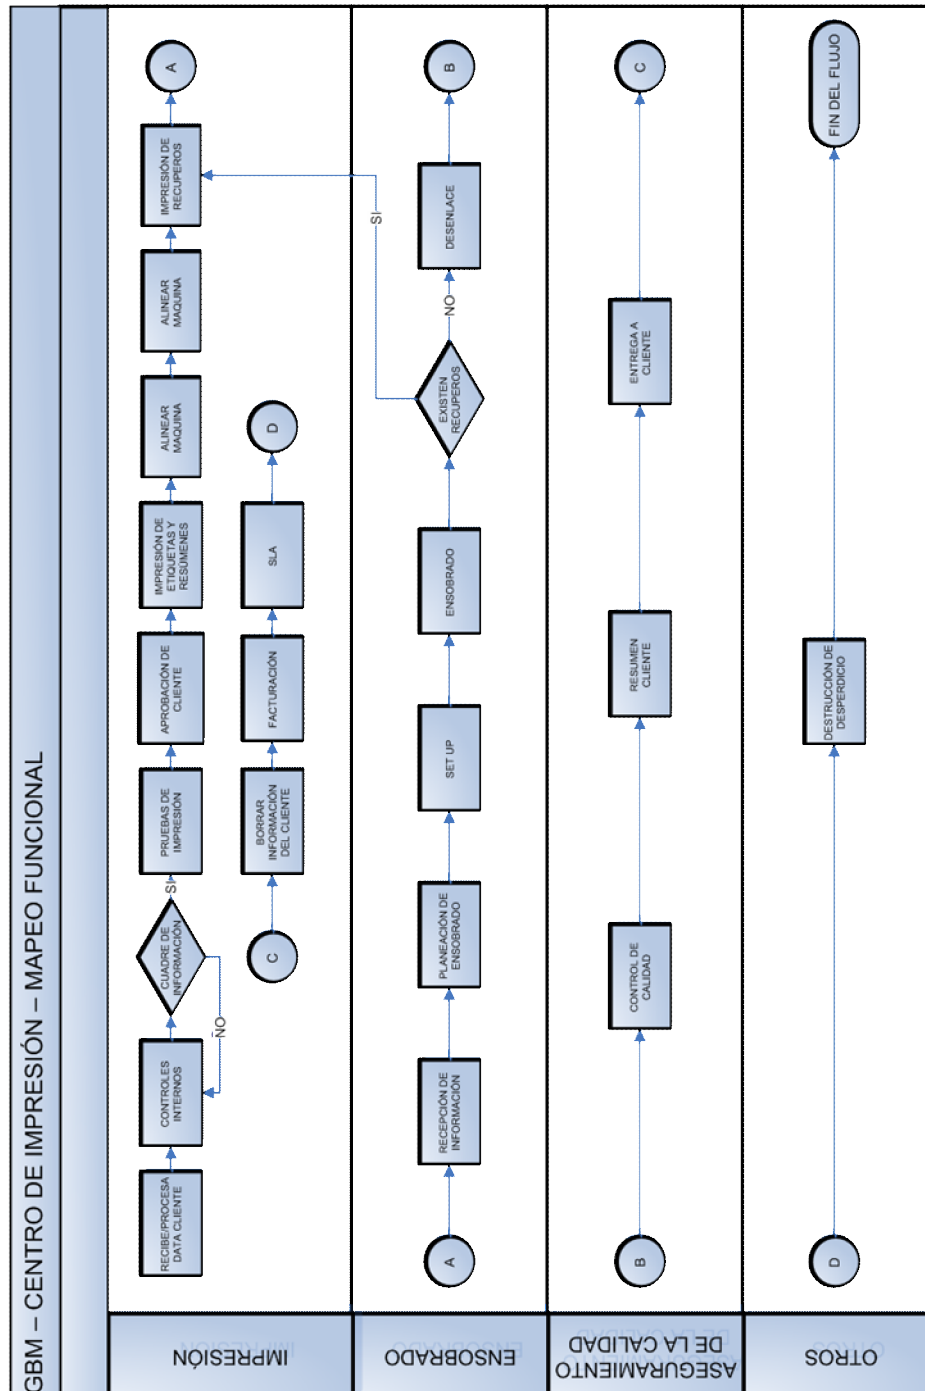 GBM – CENTRO DE IMPRESIÓN – MAPEO FUNCIONAL
IMPRESIÓN
RECIBE/PROCESA
DATA CLIENTE
CONTROLES
INTERNOS
CUADRE DE
INFORMACIÓN
NO
SI
PRUEBAS DE
IMPRESIÓN
APROBACIÓN DE
CLIENTE
IMPRESIÓN DE
ETIQUETAS Y
RESÚMENES
ALINEAR
MAQUINA
ALINEAR
MAQUINA
IMPRESIÓN DE
RECUPEROS
A
C
BORRAR
INFORMACIÓN
DEL CLIENTE
FACTURACIÓN
SLA
D
ENSOBRADO
A
RECEPCIÓN DE
INFORMACIÓN
PLANEACIÓN DE
ENSOBRADO
SET UP
ENSOBRADO
EXISTEN
RECUPEROS
SI
NO
DESENLACE
B
ASEGURAMIENTO
DE LA CALIDAD
B
CONTROL DE
CALIDAD
RESUMEN
CLIENTE
ENTREGA A
CLIENTE
C
OTROS
D
DESTRUCCIÓN DE
DESPERDICIO
FIN DEL FLUJO